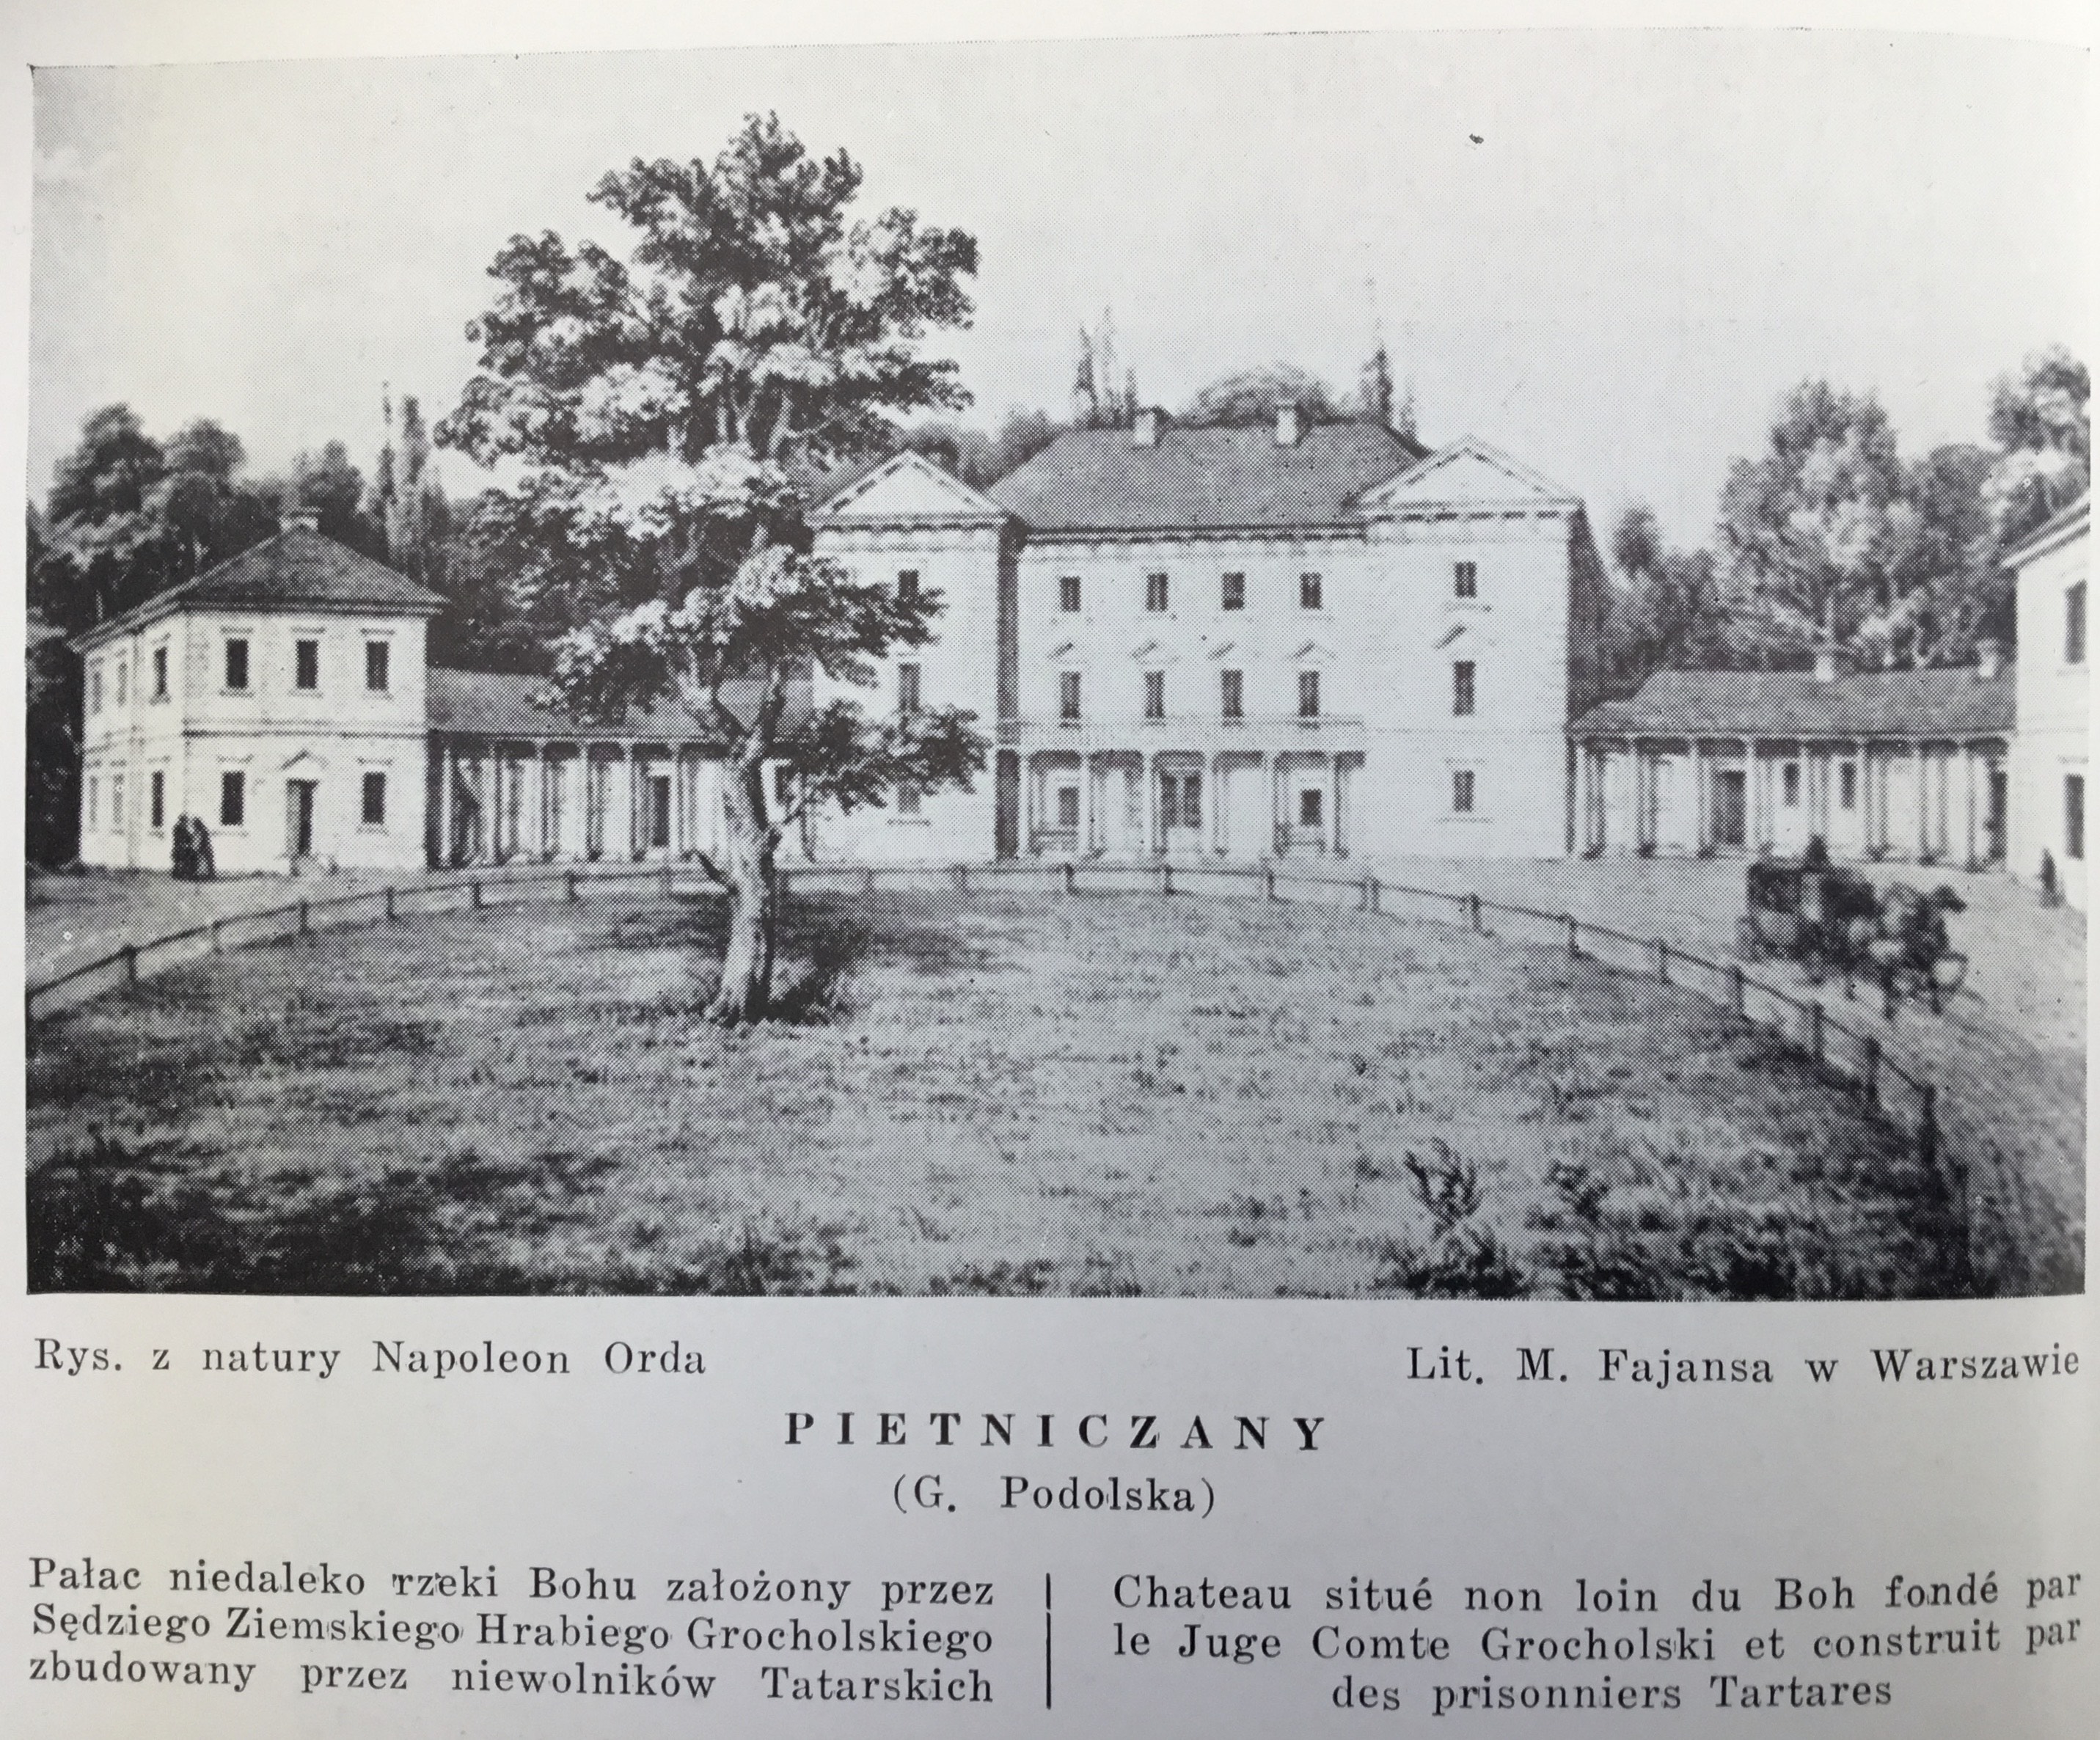 Rys. z natury Napoleon Orda
Lit. M. Fajansa w Warszawie
PIETNICZANY
(G. Podolska)
Pałac niedaleko rzeki Bohu założony przez
Sędziego Ziemskiego Hrabiego Grocholskiego
zbudowany przez niewolników Tatarskich
Chateau situé non loin du Boh fondé par
le Juge Comte Grocholski et construit par
des prisonniers Tartares